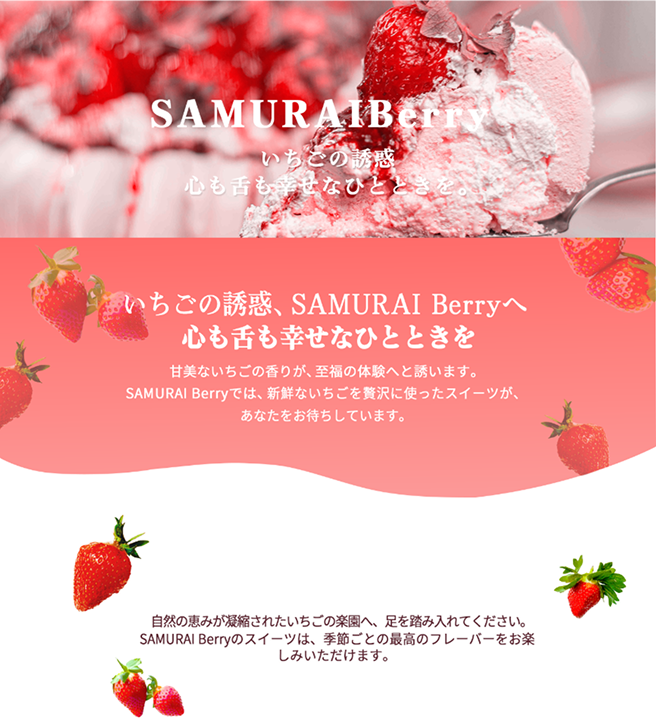 SAMURAIBerry
いちごの誘惑
心も舌も幸せなひとときを。
いちごの誘惑、SAMURAI Berryへ
心も舌も幸せなひとときを
甘美ないちごの香りが、至福の体験へと誘います。
SAMURAI Berryでは、新鮮ないちごを贅沢に使ったスイーツが、
あなたをお待ちしています。
自然の恵みが凝縮されたいちごの楽園へ、足を踏み入れてください。
SAMURAI Berryのスイーツは、季節ごとの最高のフレーバーをお楽
しみいただけます。